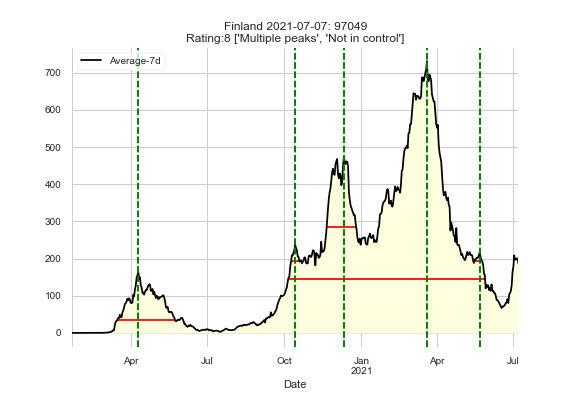 Finland 2021-07-07: 97049
Rating:8 ['Multiple peaks', 'Not in control']
Average-7d
700
600
500
400
300
200
100
0
Apr Jul Oct Jan Apr Jul
2021
Date